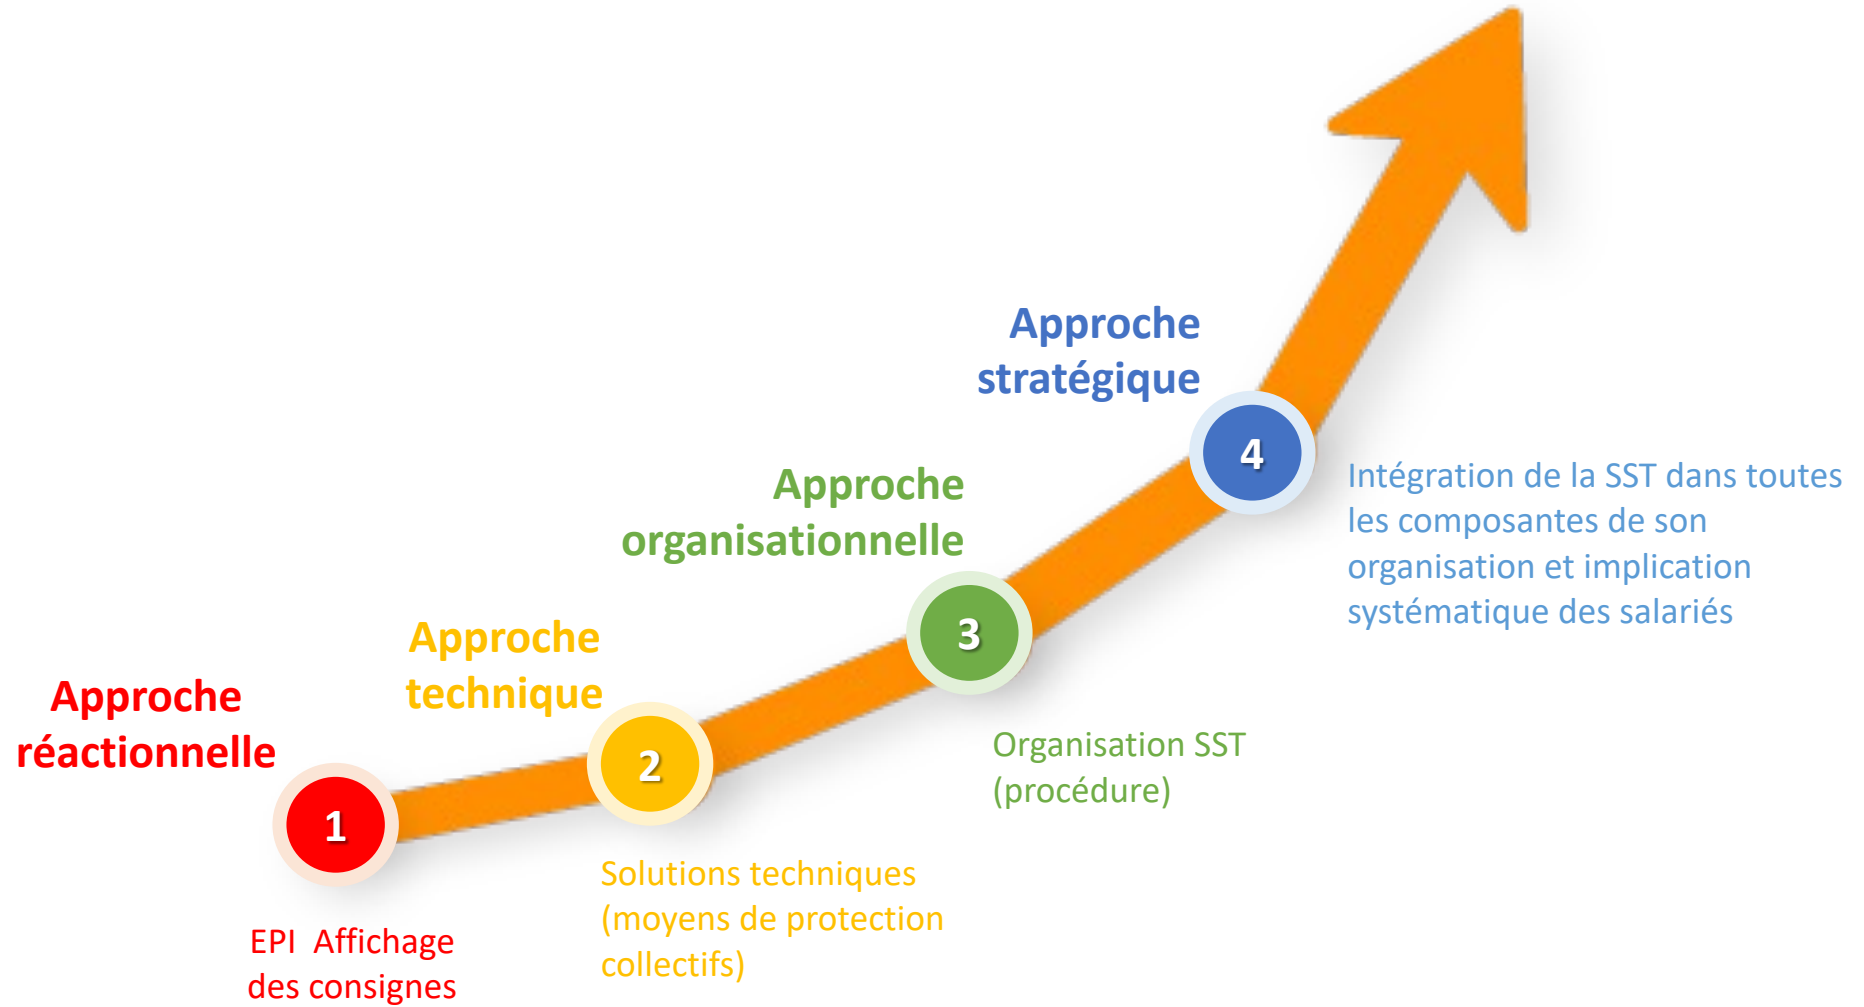 Approche
réactionnelle
1
EPI  Affichage
des consignes
Approche
technique
2
Solutions techniques
(moyens de protection
collectifs)
Approche
organisationnelle
3
Organisation SST
(procédure)
Approche
stratégique
4
Intégration de la SST dans toutes
les composantes de son
organisation et implication
systématique des salariés